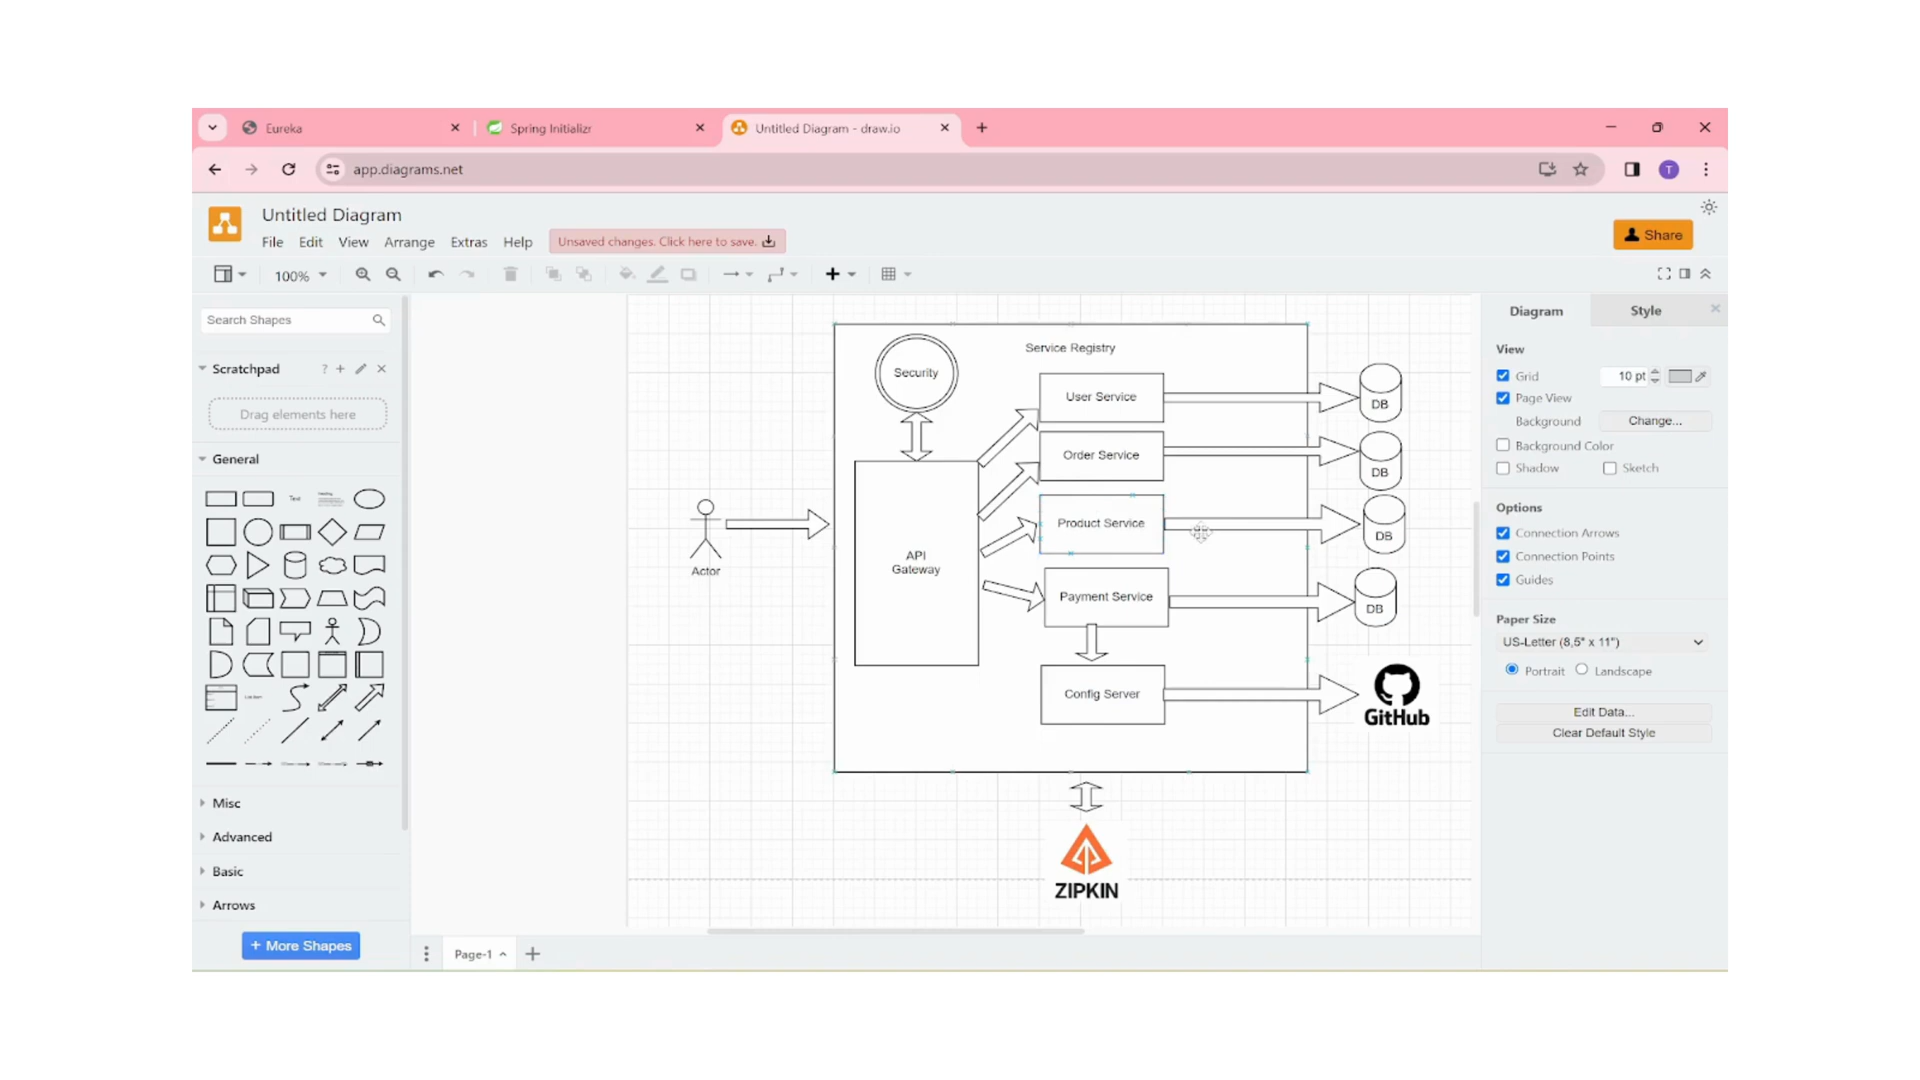 Eureka
Spring Initializr
Untitled Diagram - draw.io
app.diagrams.net
T
Untitled Diagram
File Edit View Arrange Extras Help
Unsaved changes. Click here to save.
Share
100%
Search Shapes
Scratchpad
?
Drag elements here
General
Text
Heading
Misc
Advanced
Basic
Arrows
+ More Shapes
Service Registry
Security
User Service
DB
Order Service
DB
Product Service
DB
API
Gateway
Actor
Payment Service
DB
Config Server
GitHub
ZIPKIN
Page-1
Diagram
Style
View
Grid
10 pt
Page View
Background
Change...
Background Color
Shadow
Sketch
Options
Connection Arrows
Connection Points
Guides
Paper Size
US-Letter (8,5" x 11")
Portrait
Landscape
Edit Data...
Clear Default Style